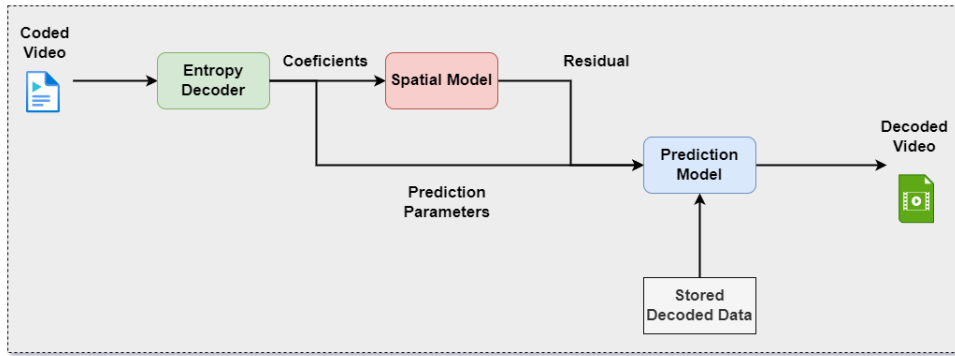 Coded
Video
Entropy
Decoder
Coeficients
Spatial Model
Residual
Prediction
Parameters
Prediction
Model
Decoded
Video
Stored
Decoded Data